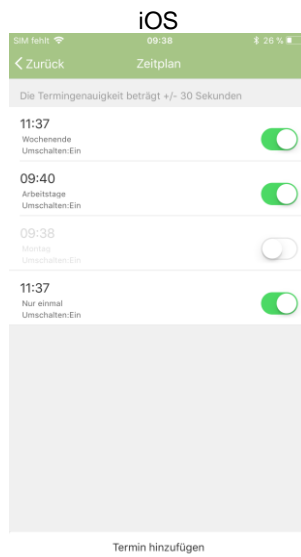 iOS
SIM fehlt 09:38 26 %
Zurück Zeitplan
Die Termingenauigkeit beträgt +/- 30 Sekunden
11:37
Wochenende
Umschalten:Ein
09:40
Arbeitstage
Umschalten:Ein
09:38
Montag
Umschalten:Ein
11:37
Nur einmal
Umschalten:Ein
Termin hinzufügen